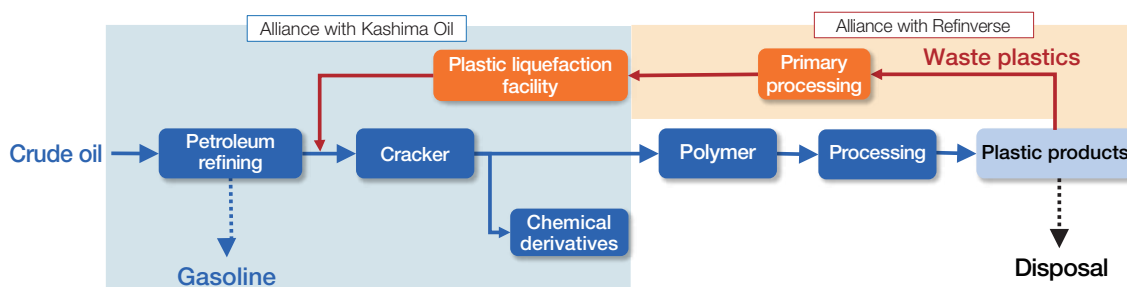 Alliance with Kashima Oil
Alliance with Refinverse
Plastic liquefaction
facility
Primary
processing
Waste plastics
Crude oil
Petroleum
refining
Cracker
Polymer
Processing
Plastic products
Chemical
derivatives
Gasoline
Disposal